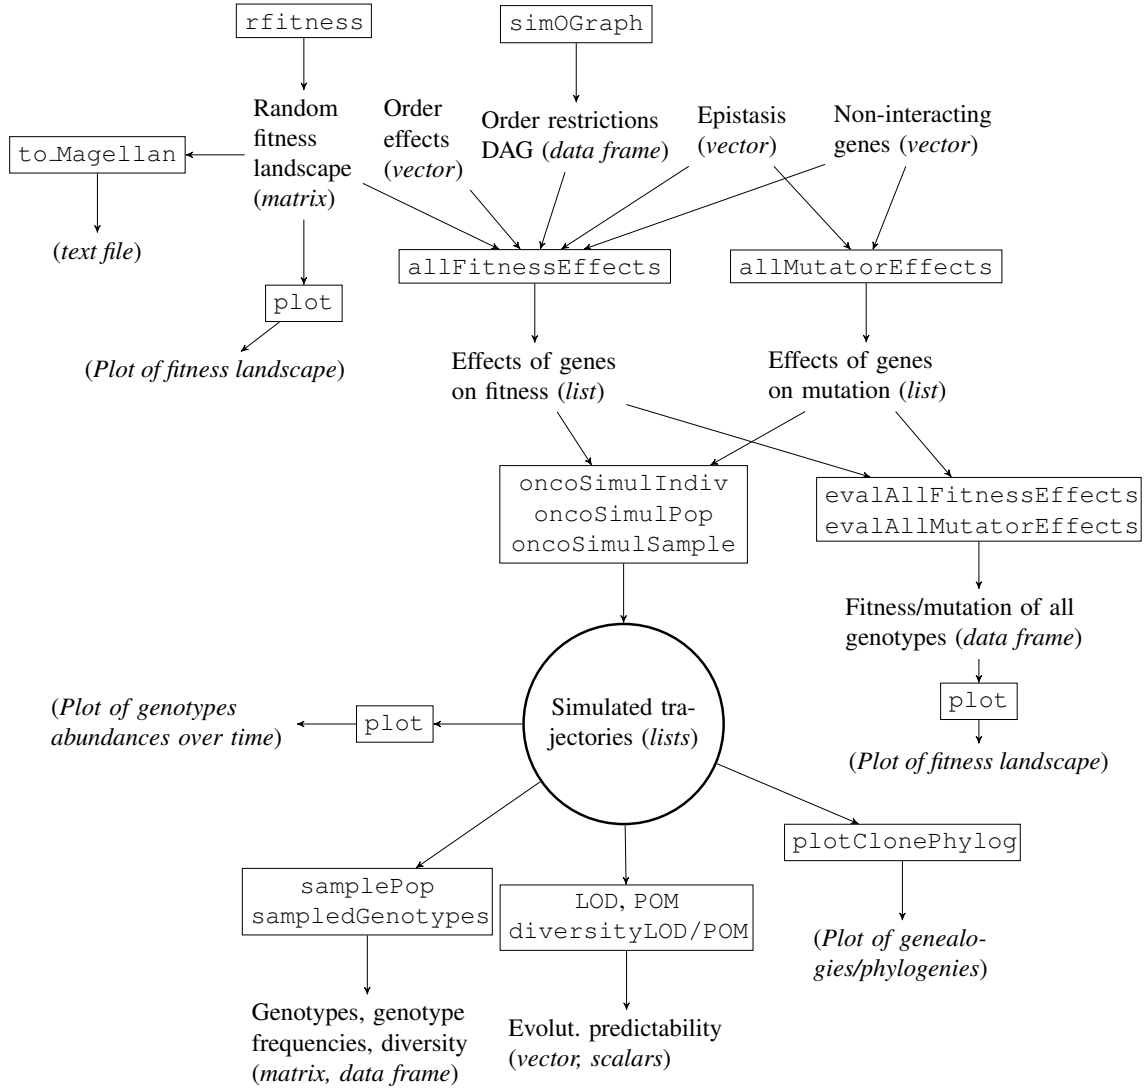 rfitness
simOGraph
Random
fitness
landscape
(matrix)
Order
effects
(vector)
Order restrictions
DAG (data frame)
Epistasis
(vector)
Non-interacting
genes (vector)
to_Magellan
(text file)
allFitnessEffects
allMutatorEffects
plot
(Plot of fitness landscape)
Effects of genes
on fitness (list)
Effects of genes
on mutation (list)
oncoSimulIndiv
oncoSimulPop
oncoSimulSample
evalAllFitnessEffects
evalAllMutatorEffects
Fitness/mutation of all
genotypes (data frame)
plot
(Plot of fitness landscape)
Simulated tra-
jectories (lists)
plot
(Plot of genotypes
abundances over time)
plotClonePhylog
(Plot of genealo-
gies/phylogenies)
samplePop
sampledGenotypes
LOD, POM
diversityLOD/POM
Genotypes, genotype
frequencies, diversity
(matrix, data frame)
Evolut. predictability
(vector, scalars)